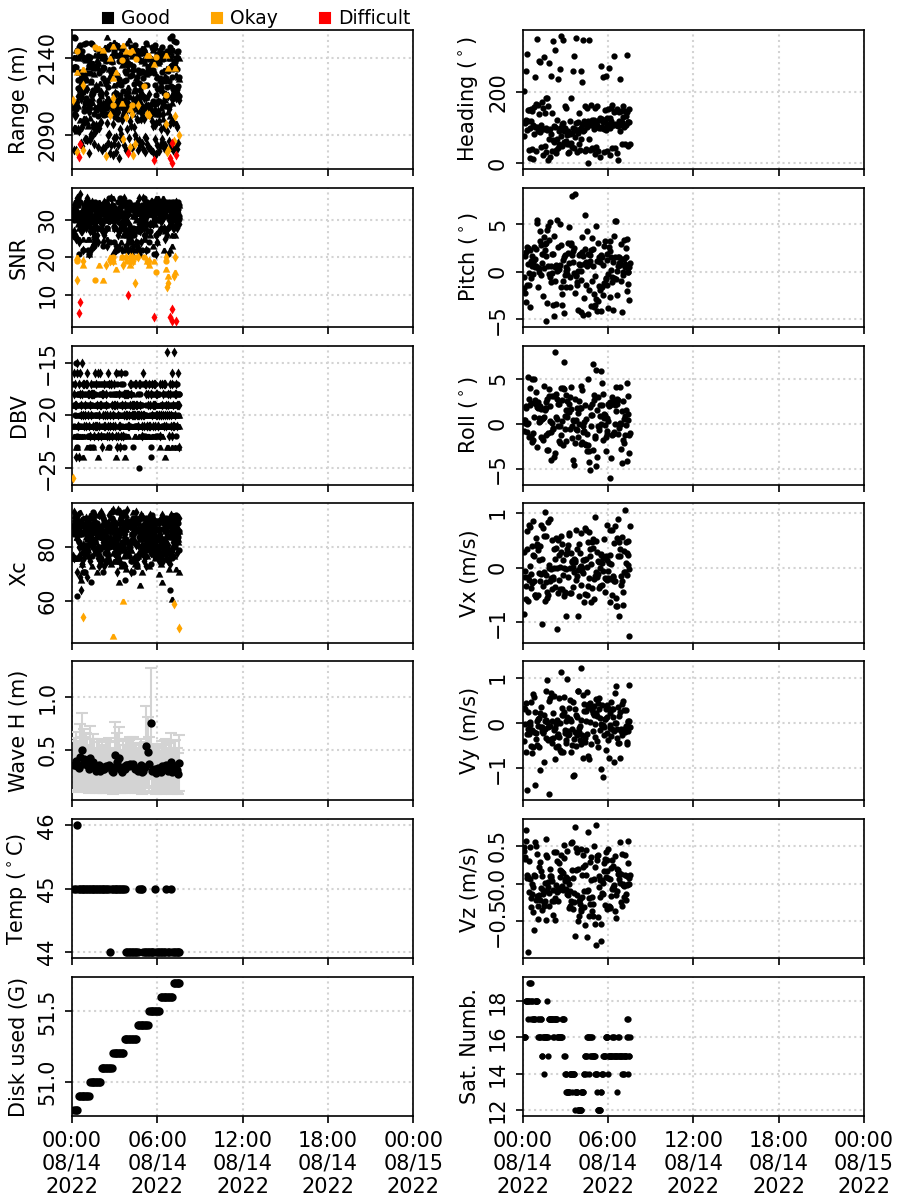 Good Okay Difficult
Range (m)
2140
2090
Heading (°)
200
0
SNR
30
20
10
Pitch (°)
5
0
−5
DBV
−15
−20
−25
Roll (°)
5
0
−5
Xc
80
60
Vx (m/s)
1
0
−1
Wave H (m)
1.0
0.5
Vy (m/s)
1
0
−1
Temp (°C)
46
45
44
Vz (m/s)
0.5
0.0
−0.5
Disk used (G)
51.5
51.0
Sat. Numb.
18
16
14
12
00:00 06:00 12:00 18:00 00:00
08/14 08/14 08/14 08/14 08/15
2022 2022 2022 2022 2022
00:00 06:00 12:00 18:00 00:00
08/14 08/14 08/14 08/14 08/15
2022 2022 2022 2022 2022